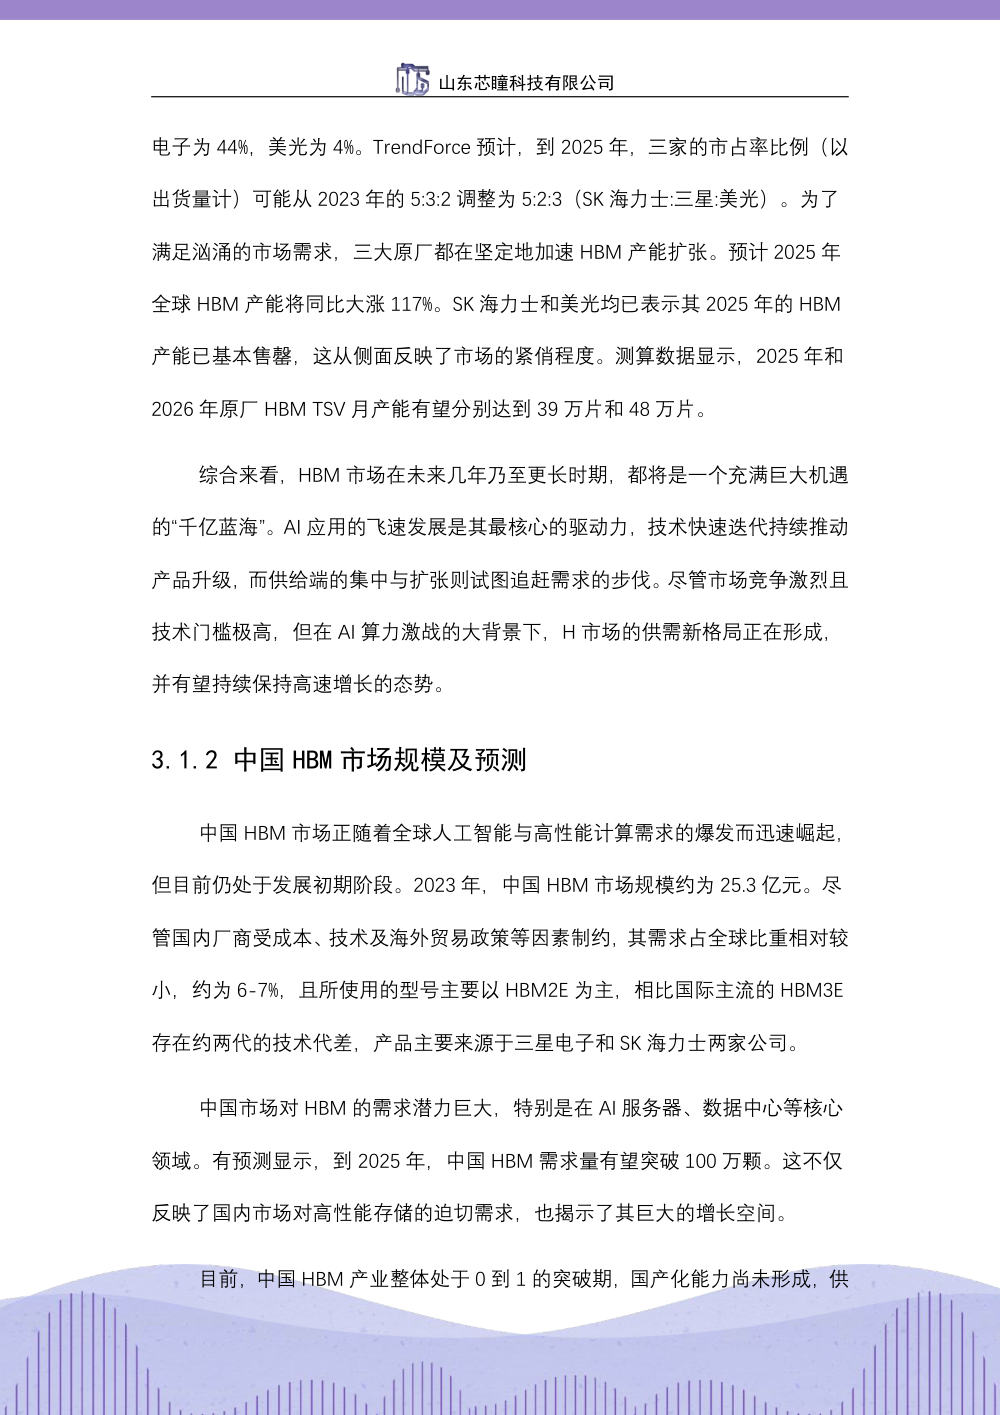 山东芯瞳科技有限公司
电子为 44%，美光为 4%。TrendForce 预计，到 2025 年，三家的市占率比例（以
出货量计）可能从 2023 年的 5:3:2 调整为 5:2:3（SK 海力士:三星:美光）。为了
满足汹涌的市场需求，三大原厂都在坚定地加速 HBM 产能扩张。预计 2025 年
全球 HBM 产能将同比大涨 117%。SK 海力士和美光均已表示其 2025 年的 HBM
产能已基本售罄，这从侧面反映了市场的紧俏程度。测算数据显示，2025 年和
2026 年原厂 HBM TSV 月产能有望分别达到 39 万片和 48 万片。
综合来看，HBM 市场在未来几年乃至更长时期，都将是一个充满巨大机遇
的“千亿蓝海”。AI 应用的飞速发展是其最核心的驱动力，技术快速迭代持续推动
产品升级，而供给端的集中与扩张则试图追赶需求的步伐。尽管市场竞争激烈且
技术门槛极高，但在 AI 算力激战的大背景下，H 市场的供需新格局正在形成，
并有望持续保持高速增长的态势。
3.1.2 中国 HBM 市场规模及预测
中国 HBM 市场正随着全球人工智能与高性能计算需求的爆发而迅速崛起，
但目前仍处于发展初期阶段。2023 年，中国 HBM 市场规模约为 25.3 亿元。尽
管国内厂商受成本、技术及海外贸易政策等因素制约，其需求占全球比重相对较
小，约为 6-7%，且所使用的型号主要以 HBM2E 为主，相比国际主流的 HBM3E
存在约两代的技术代差，产品主要来源于三星电子和 SK 海力士两家公司。
中国市场对 HBM 的需求潜力巨大，特别是在 AI 服务器、数据中心等核心
领域。有预测显示，到 2025 年，中国 HBM 需求量有望突破 100 万颗。这不仅
反映了国内市场对高性能存储的迫切需求，也揭示了其巨大的增长空间。
目前，中国 HBM 产业整体处于 0 到 1 的突破期，国产化能力尚未形成，供